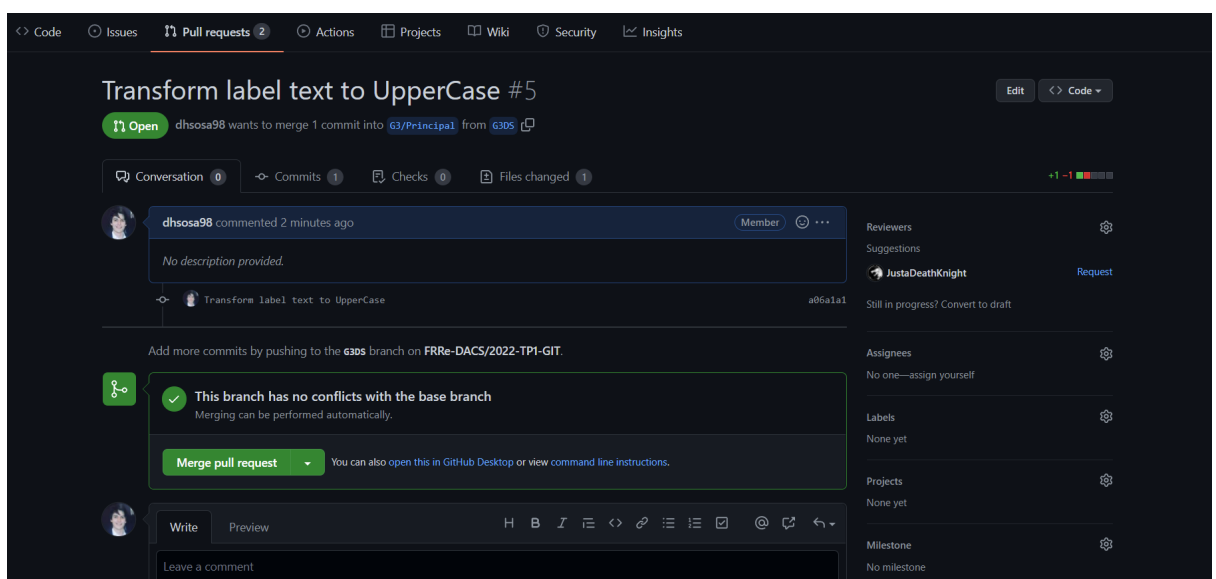 Code Issues Pull requests 2 Actions Projects Wiki Security Insights
Transform label text to UpperCase #5
Edit <> Code
Open dhsosa98 wants to merge 1 commit into G3/Principal from G3DS
Conversation 0 Commits 1 Checks 0 Files changed 1
+1 −1
dhsosa98 commented 2 minutes ago Member
No description provided.
Transform label text to UpperCase a06a1a1
Add more commits by pushing to the G3DS branch on FRRe-DACS/2022-TP1-GIT.
This branch has no conflicts with the base branch
Merging can be performed automatically.
Merge pull request You can also open this in GitHub Desktop or view command line instructions.
Write Preview
Leave a comment
Reviewers
Suggestions
JustaDeathKnight Request
Still in progress? Convert to draft
Assignees
No one—assign yourself
Labels
None yet
Projects
None yet
Milestone
No milestone